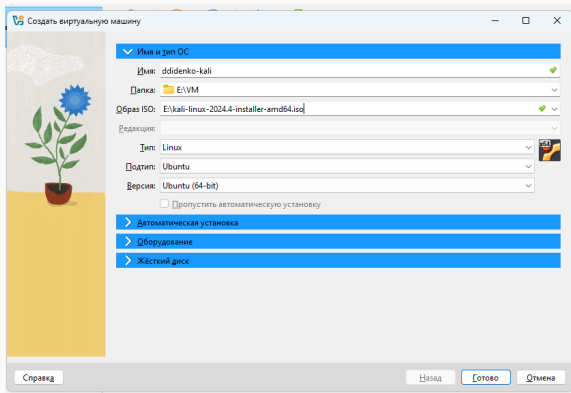 Создать виртуальную машину
Имя и тип ОС
Имя: ddidenko-kali
Папка: E:\VM
Образ ISO: E:\kali-linux-2024.4-installer-amd64.iso
Редакция:
Тип: Linux
x64
Подтип: Ubuntu
Версия: Ubuntu (64-bit)
Пропустить автоматическую установку
Автоматическая установка
Оборудование
Жёсткий диск
Справка Назад Готово Отмена